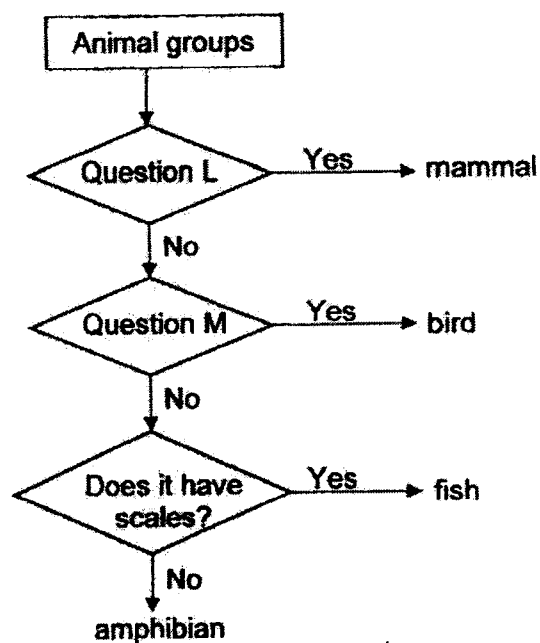 Animal groups
Question L
Yes
mammal
No
Question M
Yes
bird
No
Does it have
scales?
Yes
fish
No
amphibian